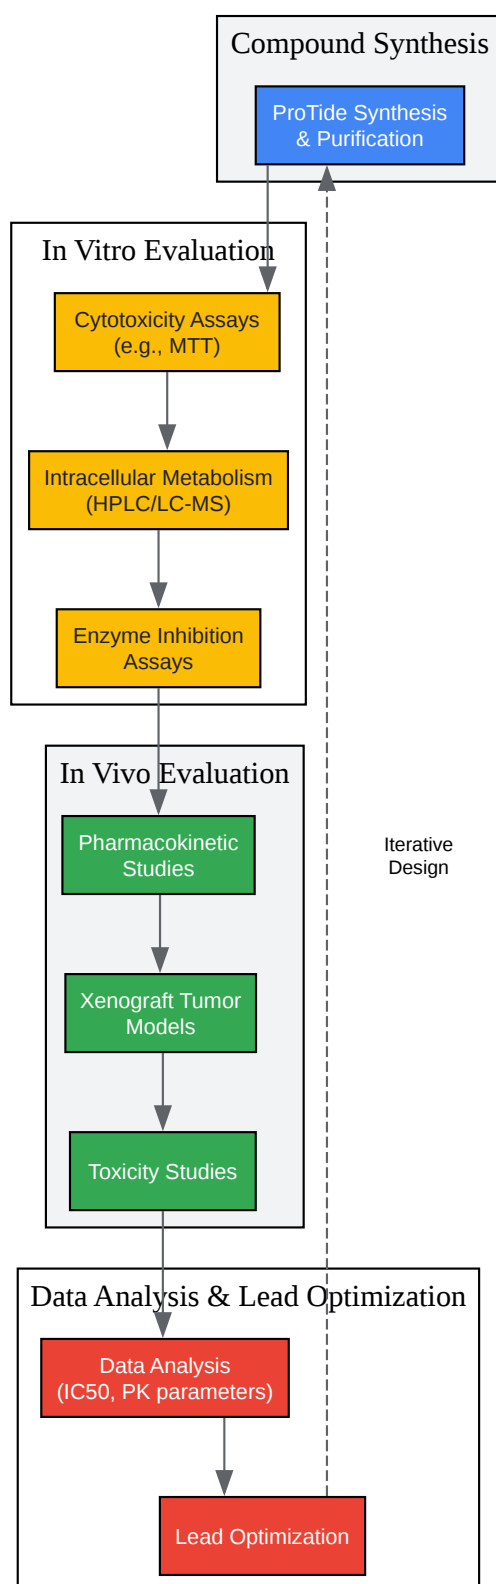 Compound Synthesis
ProTide Synthesis
& Purification
In Vitro Evaluation
Cytotoxicity Assays
(e.g., MTT)
Intracellular Metabolism
(HPLC/LC-MS)
Enzyme Inhibition
Assays
In Vivo Evaluation
Pharmacokinetic
Studies
Iterative
Design
Xenograft Tumor
Models
Toxicity Studies
Data Analysis & Lead Optimization
Data Analysis
(IC50, PK parameters)
Lead Optimization